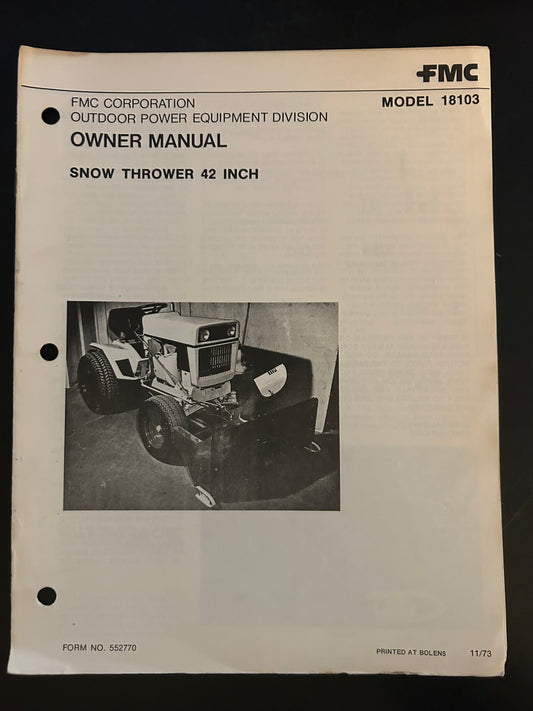 FMC
FMC CORPORATION
MODEL 18103
OUTDOOR POWER EQUIPMENT DIVISION
OWNER MANUAL
SNOW THROWER 42 INCH
FORM NO. 552770
PRINTED AT BOLENS 11/73